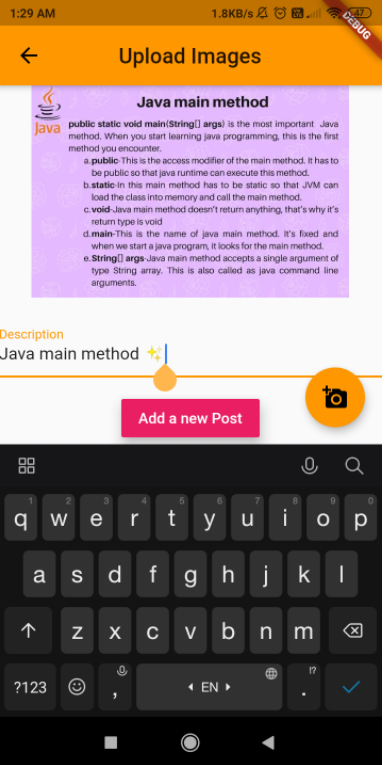 1:29 AM 1.8KB/s 47
DEBUG
Upload Images
Java main method
Java
public static void main(String[] args) is the most important Java
method. When you start learning java programming, this is the first
method you encounter.
a.public-This is the access modifier of the main method. It has to
be public so that java runtime can execute this method.
b.static-In this main method has to be static so that JVM can
load the class into memory and call the main method.
c.void-Java main method doesn't return anything, that's why it's
return type is void
d.main-This is the name of java main method. It's fixed and
when we start a java program, it looks for the main method.
e.String[] args-Java main method accepts a single argument of
type String array. This is also called as java command line
arguments.
Description
Java main method ✨
Add a new Post
1 2 3 4 5 6 7 8 9 0
q w e r t y u i o p
a s d f g h j k l
z x c v b n m
?123 , EN . !?